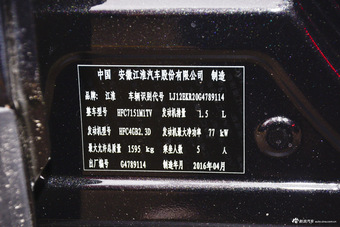 中国 安徽江淮汽车股份有限公司 制造
品牌: 江淮 车辆识别代号 LJ12EKR20G4789114
整车型号 HFC7151M1TV 发动机排量 1.5 L
发动机型号 HFC4GB2.3D 发动机最大净功率 77 kW
最大允许总质量 1595 kg 乘坐人数 5 人
出厂编号 G4789114 制造年月 2016年04月